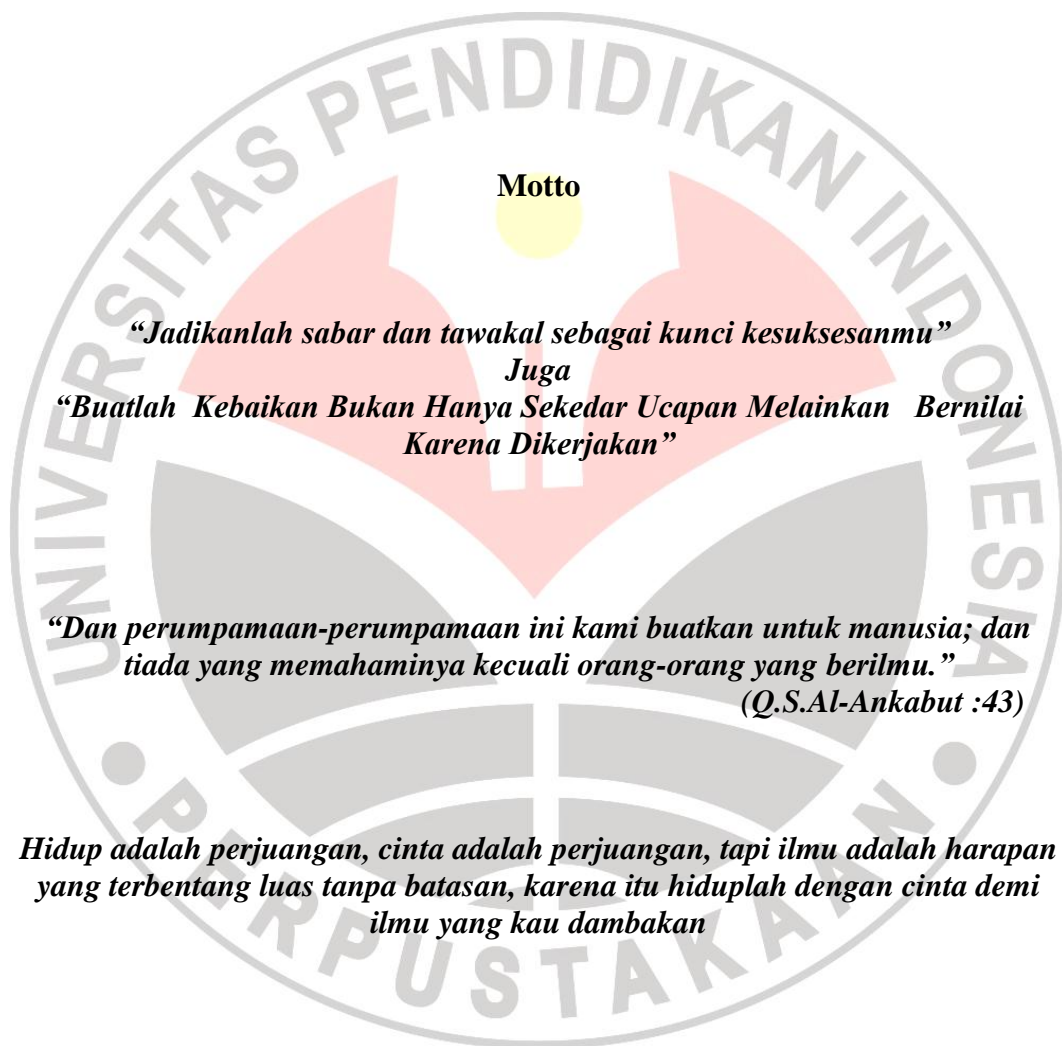 UNIVERSITAS PENDIDIKAN INDONESIA
Motto
“Jadikanlah sabar dan tawakal sebagai kunci kesuksesanmu”
Juga
“Buatlah  Kebaikan Bukan Hanya Sekedar Ucapan Melainkan   Bernilai
Karena Dikerjakan”
“Dan perumpamaan-perumpamaan ini kami buatkan untuk manusia; dan
tiada yang memahaminya kecuali orang-orang yang berilmu.”
(Q.S.Al-Ankabut :43)
Hidup adalah perjuangan, cinta adalah perjuangan, tapi ilmu adalah harapan
yang terbentang luas tanpa batasan, karena itu hiduplah dengan cinta demi
ilmu yang kau dambakan
PERPUSTAKAAN